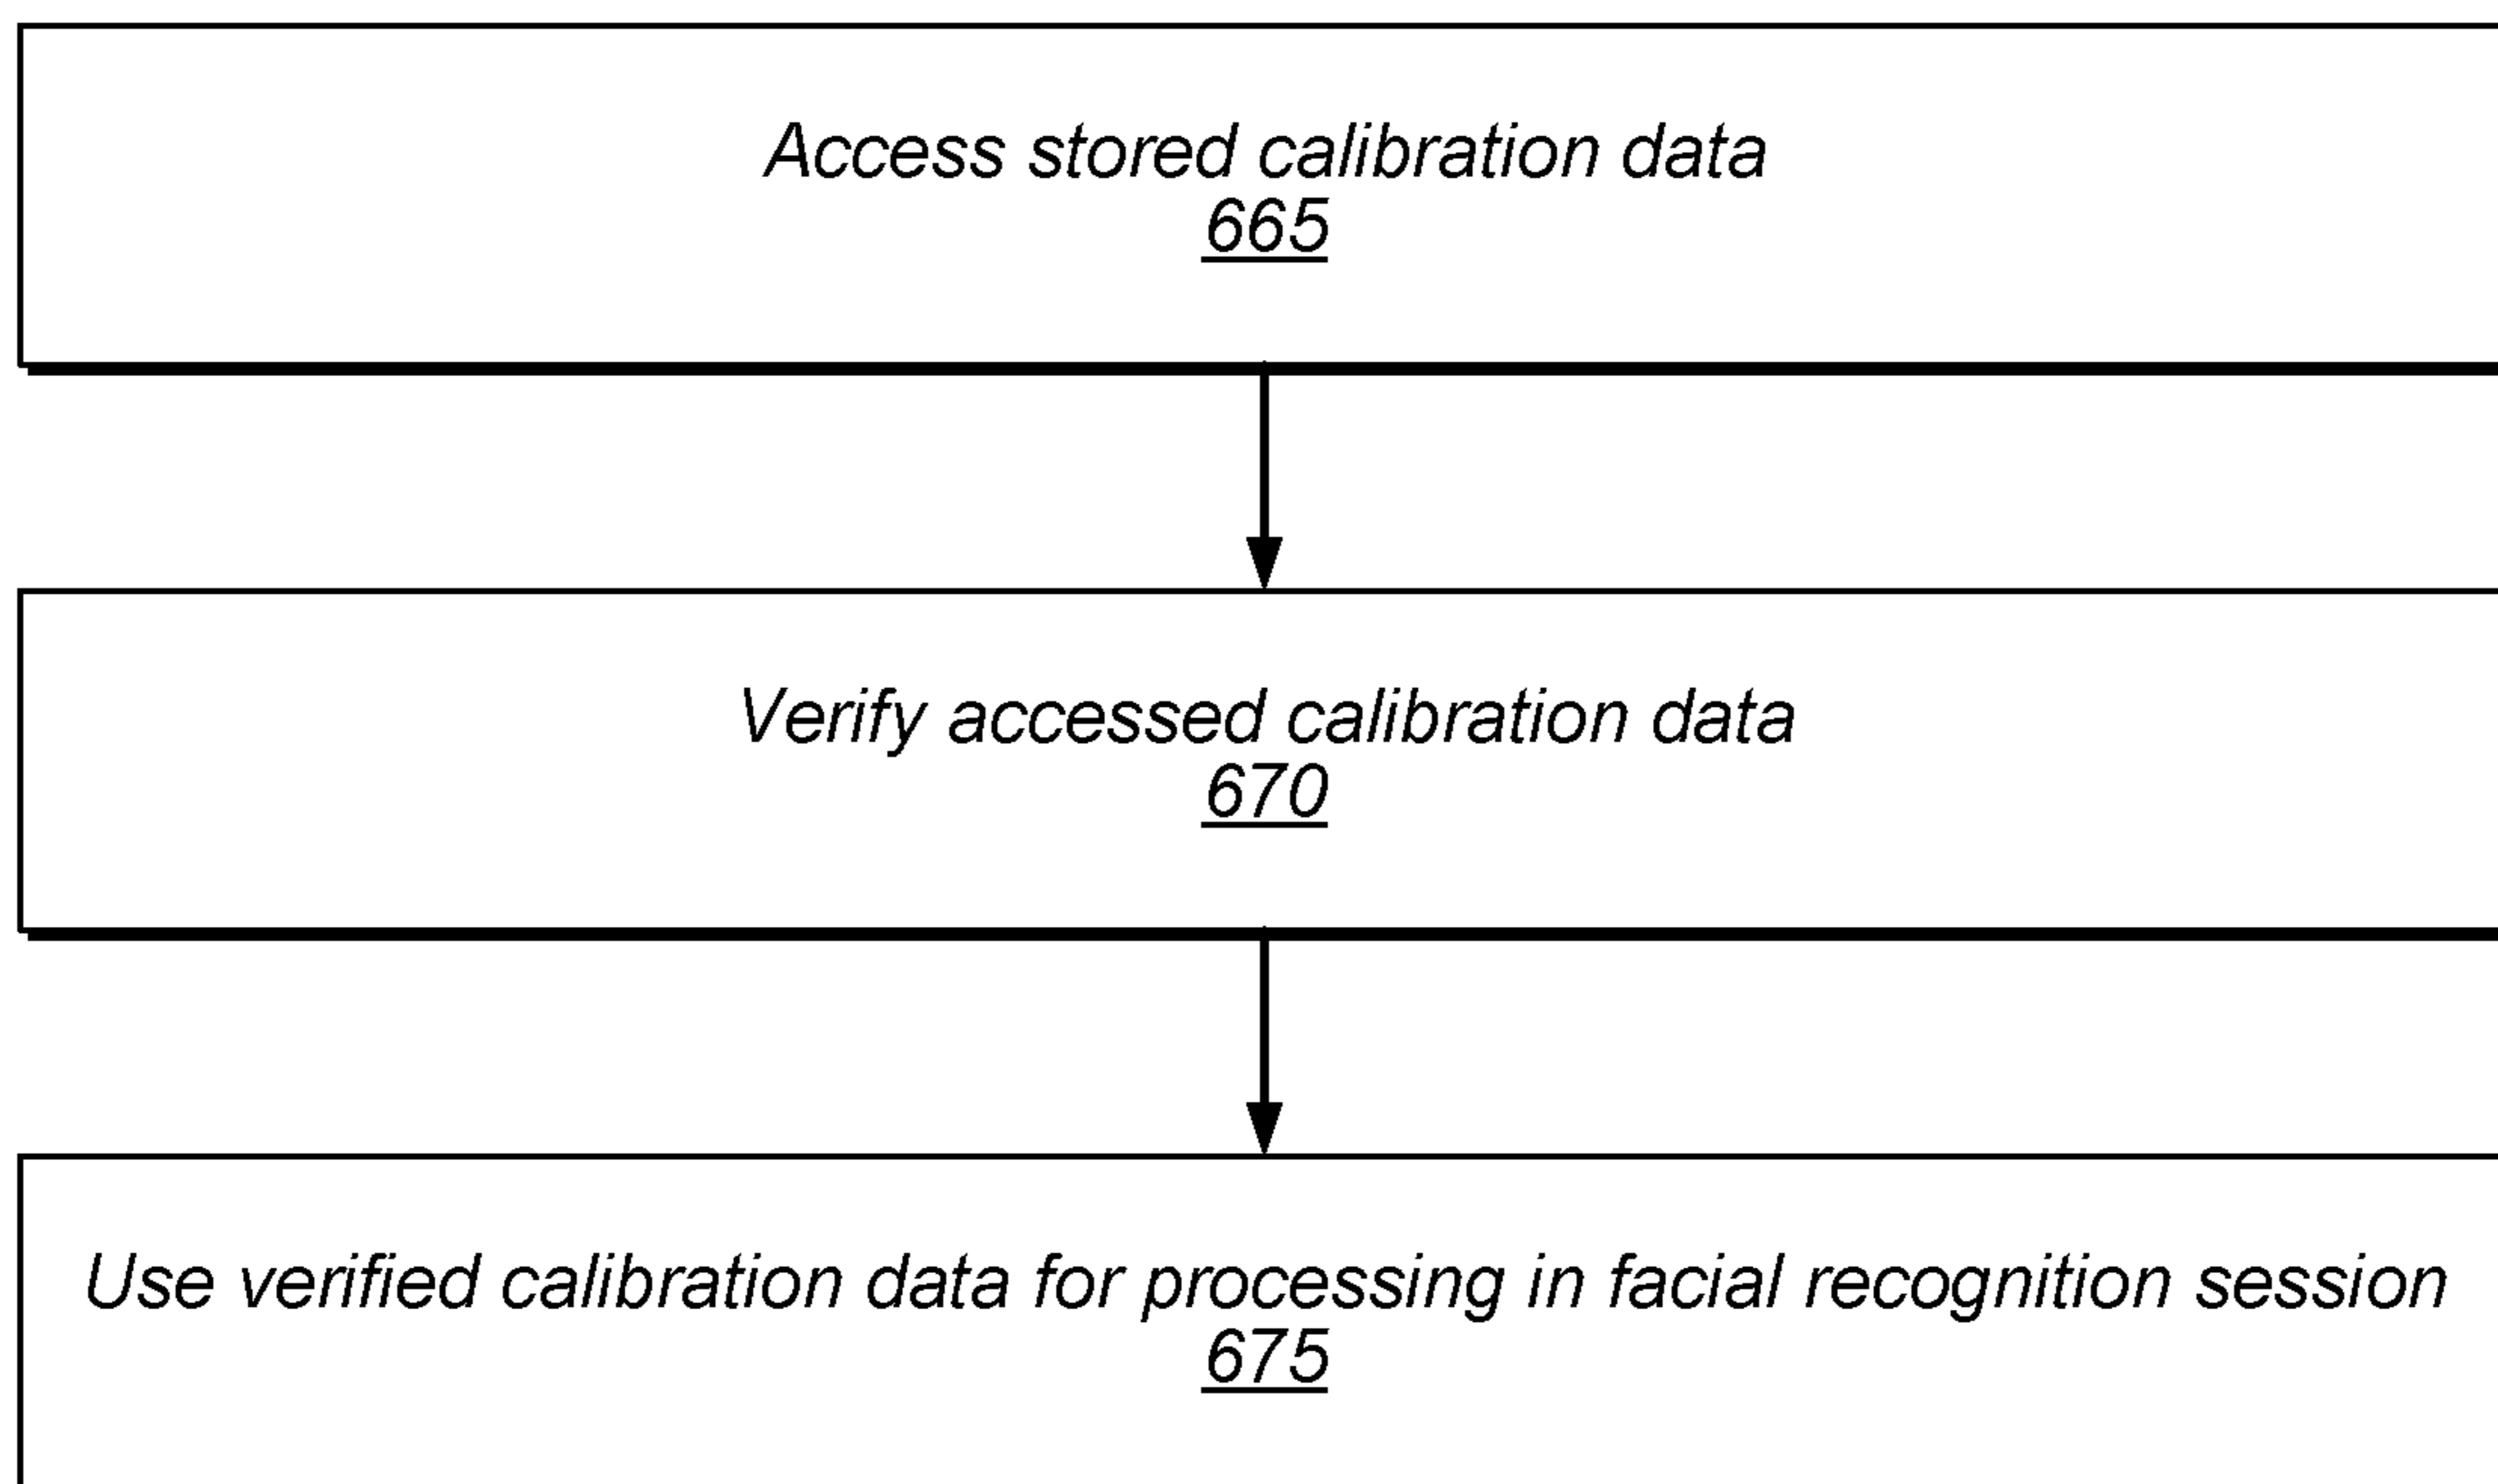 Access stored calibration data
665
Verify accessed calibration data
670
Use verified calibration data for processing in facial recognition session
675